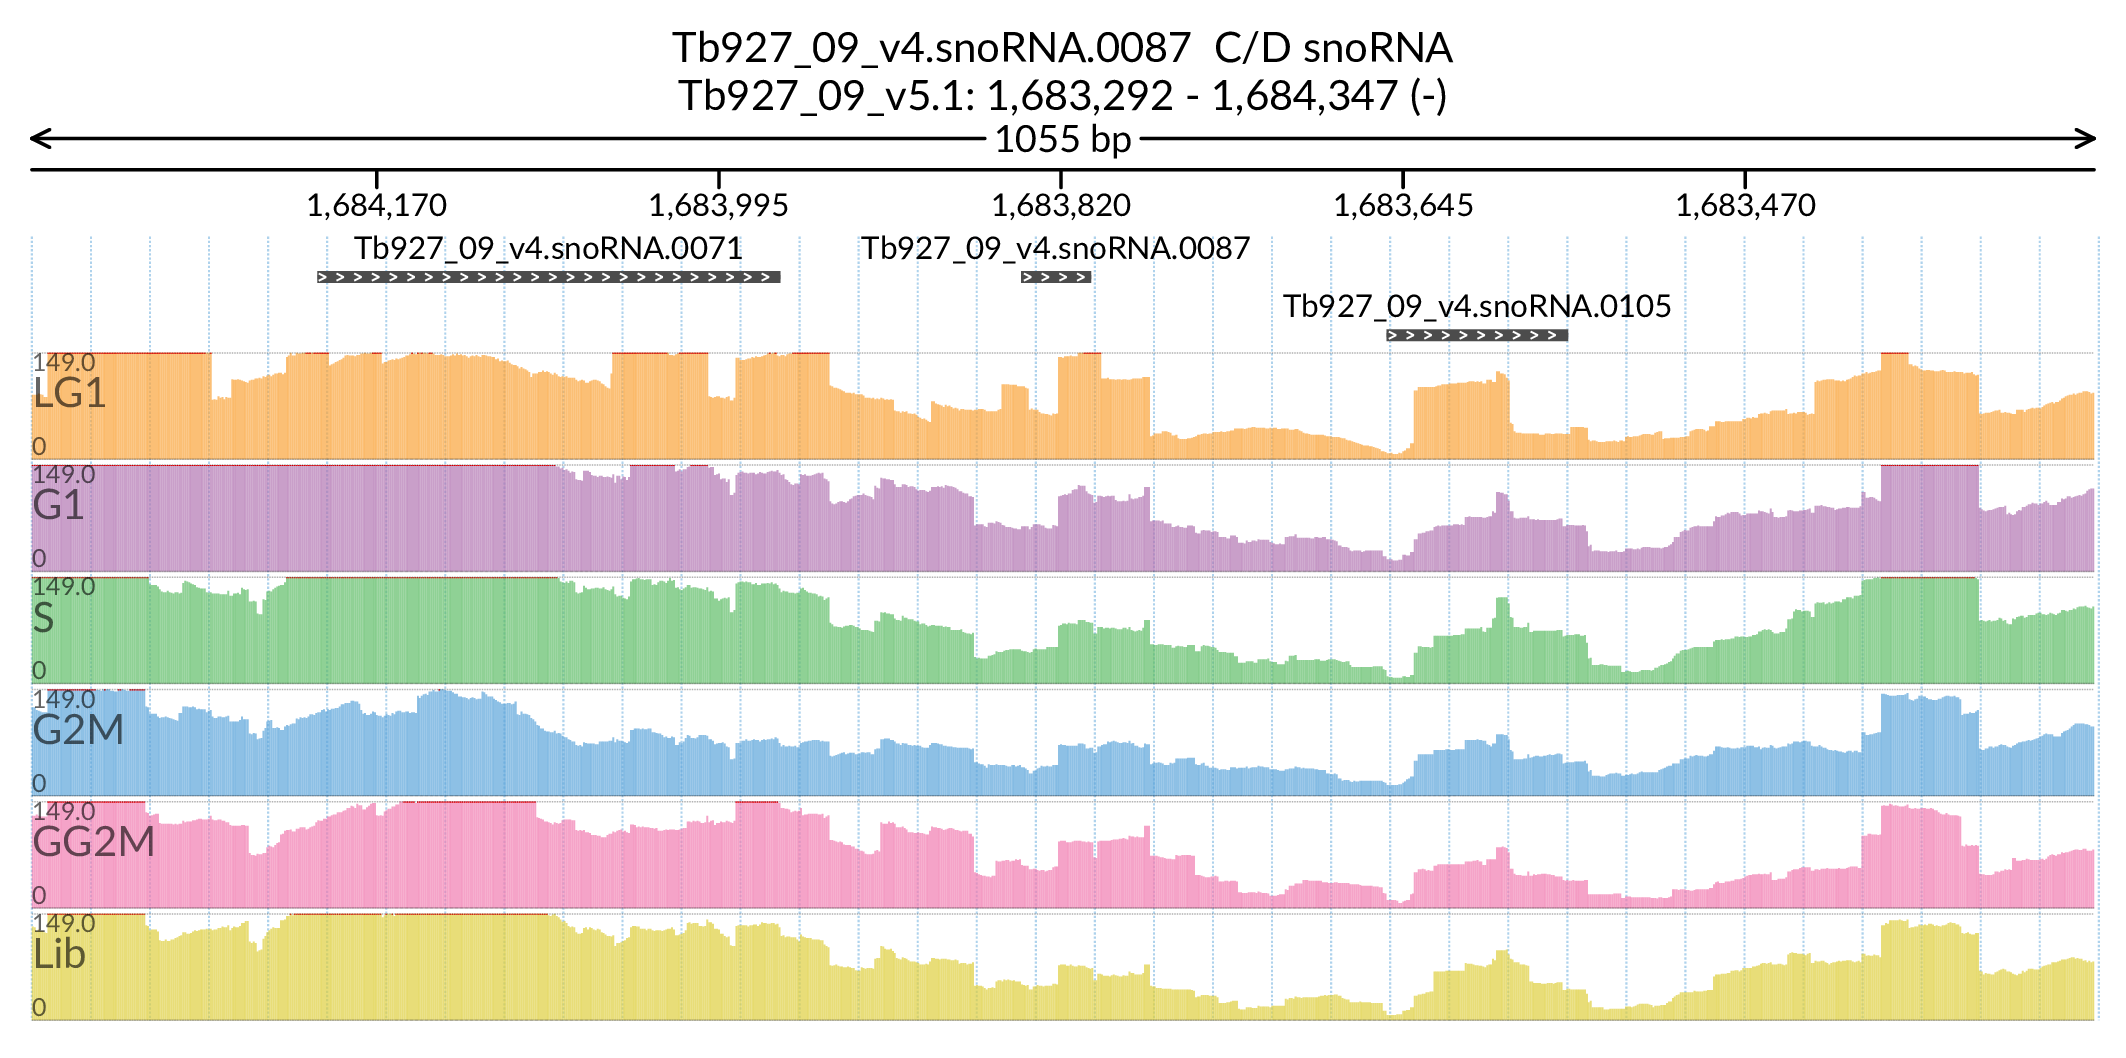 Tb927_09_v4.snoRNA.0087  C/D snoRNA
Tb927_09_v5.1: 1,683,292 - 1,684,347 (-)
1055 bp
1,684,170 1,683,995 1,683,820 1,683,645 1,683,470
Tb927_09_v4.snoRNA.0071 Tb927_09_v4.snoRNA.0087
Tb927_09_v4.snoRNA.0105
149.0
LG1
0
149.0
G1
0
149.0
S
0
149.0
G2M
0
149.0
GG2M
0
149.0
Lib
0